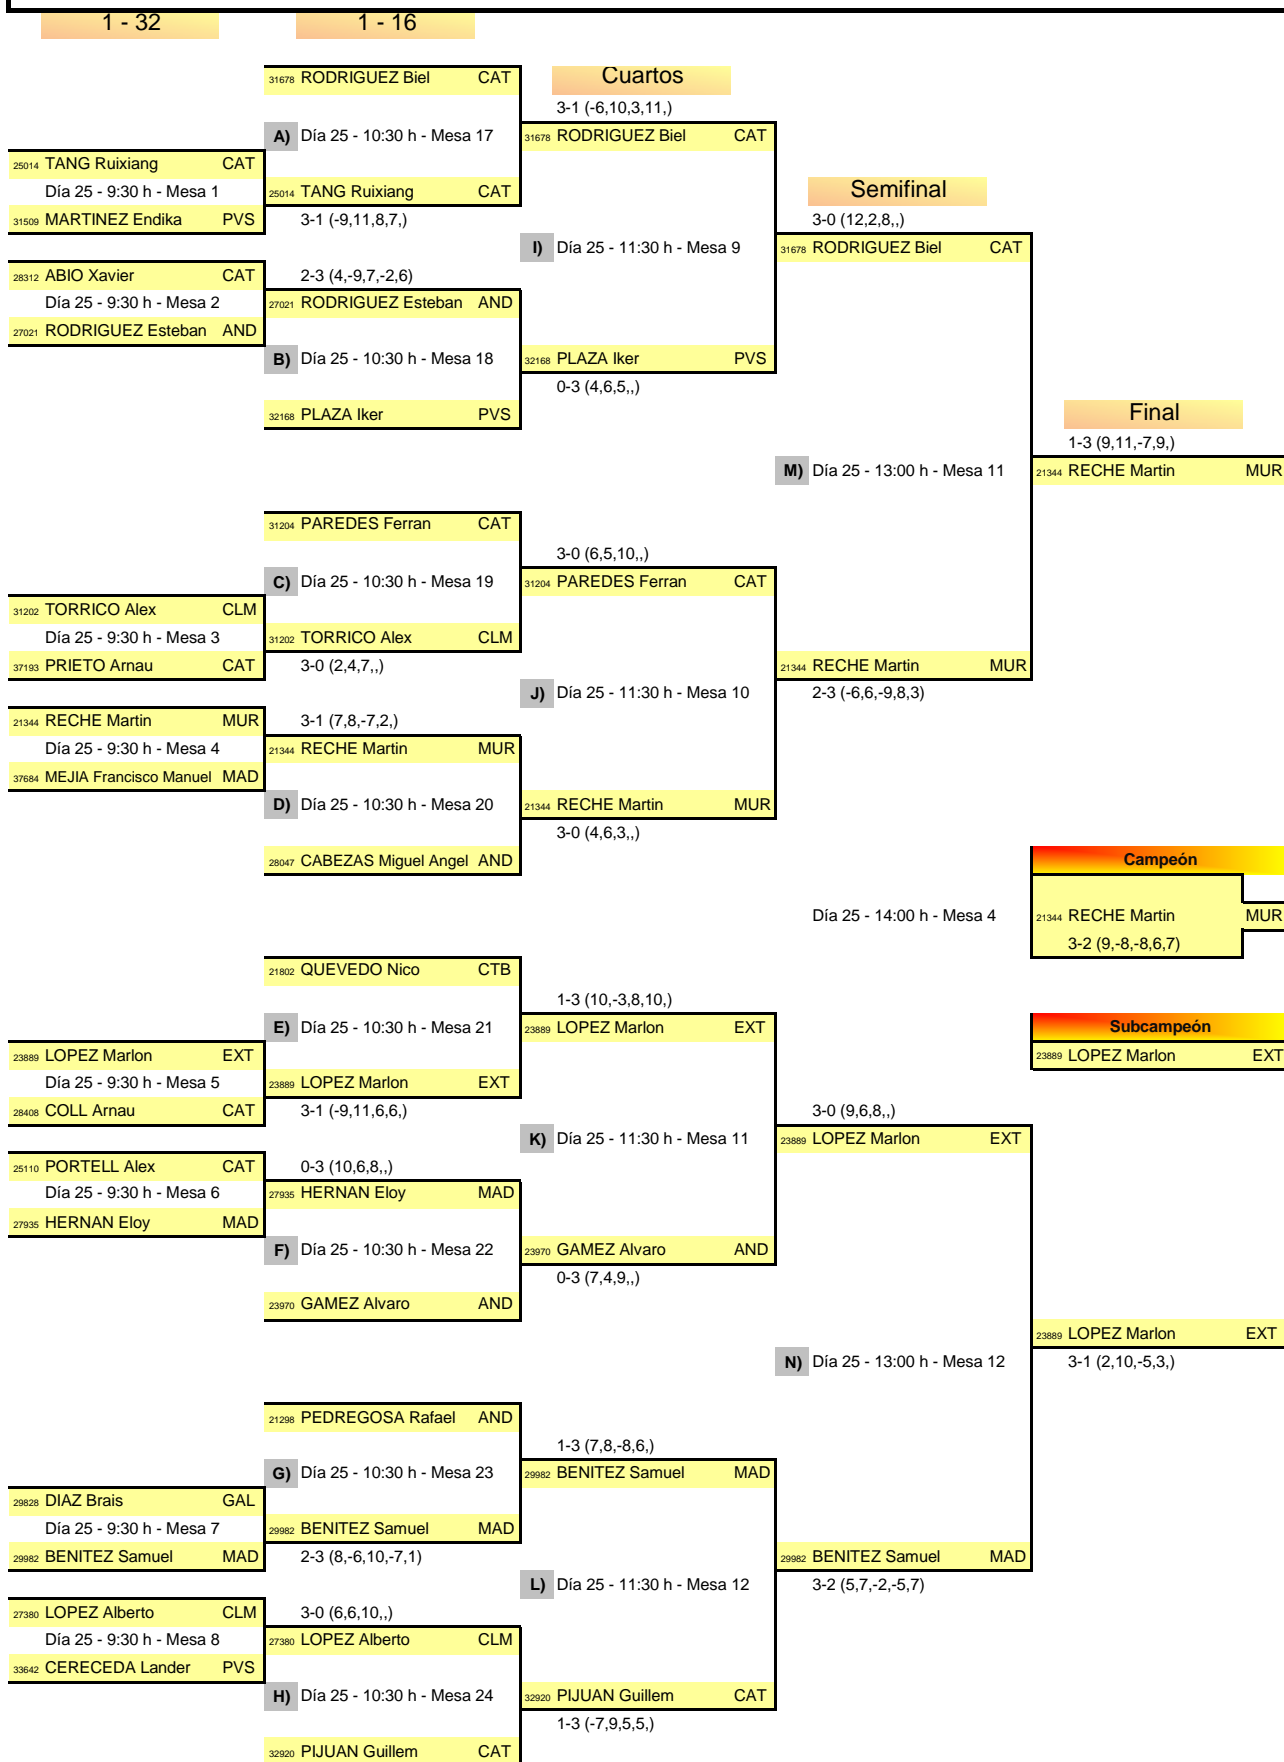 1 - 32 1 - 16
31678 RODRIGUEZ Biel CAT Cuartos
3-1 (-6,10,3,11,)
A) Día 25 - 10:30 h - Mesa 17 31678 RODRIGUEZ Biel CAT
25014 TANG Ruixiang CAT
Día 25 - 9:30 h - Mesa 1 25014 TANG Ruixiang CAT Semifinal
31509 MARTINEZ Endika PVS 3-1 (-9,11,8,7,) 3-0 (12,2,8,,)
I) Día 25 - 11:30 h - Mesa 9 31678 RODRIGUEZ Biel CAT
28312 ABIO Xavier CAT 2-3 (4,-9,7,-2,6)
Día 25 - 9:30 h - Mesa 2 27021 RODRIGUEZ Esteban AND
27021 RODRIGUEZ Esteban AND
B) Día 25 - 10:30 h - Mesa 18 32168 PLAZA Iker PVS
0-3 (4,6,5,,)
32168 PLAZA Iker PVS Final
1-3 (9,11,-7,9,)
M) Día 25 - 13:00 h - Mesa 11 21344 RECHE Martin MUR
31204 PAREDES Ferran CAT
3-0 (6,5,10,,)
C) Día 25 - 10:30 h - Mesa 19 31204 PAREDES Ferran CAT
31202 TORRICO Alex CLM
Día 25 - 9:30 h - Mesa 3 31202 TORRICO Alex CLM
37193 PRIETO Arnau CAT 3-0 (2,4,7,,) 21344 RECHE Martin MUR
J) Día 25 - 11:30 h - Mesa 10 2-3 (-6,6,-9,8,3)
21344 RECHE Martin MUR 3-1 (7,8,-7,2,)
Día 25 - 9:30 h - Mesa 4 21344 RECHE Martin MUR
37684 MEJIA Francisco Manuel MAD
D) Día 25 - 10:30 h - Mesa 20 21344 RECHE Martin MUR
3-0 (4,6,3,,)
28047 CABEZAS Miguel Angel AND Campeón
Día 25 - 14:00 h - Mesa 4 21344 RECHE Martin MUR
3-2 (9,-8,-8,6,7)
21802 QUEVEDO Nico CTB
1-3 (10,-3,8,10,)
E) Día 25 - 10:30 h - Mesa 21 23889 LOPEZ Marlon EXT Subcampeón
23889 LOPEZ Marlon EXT 23889 LOPEZ Marlon EXT
Día 25 - 9:30 h - Mesa 5 23889 LOPEZ Marlon EXT
28408 COLL Arnau CAT 3-1 (-9,11,6,6,) 3-0 (9,6,8,,)
K) Día 25 - 11:30 h - Mesa 11 23889 LOPEZ Marlon EXT
25110 PORTELL Alex CAT 0-3 (10,6,8,,)
Día 25 - 9:30 h - Mesa 6 27935 HERNAN Eloy MAD
27935 HERNAN Eloy MAD
F) Día 25 - 10:30 h - Mesa 22 23970 GAMEZ Alvaro AND
0-3 (7,4,9,,)
23970 GAMEZ Alvaro AND
23889 LOPEZ Marlon EXT
N) Día 25 - 13:00 h - Mesa 12 3-1 (2,10,-5,3,)
21298 PEDREGOSA Rafael AND
1-3 (7,8,-8,6,)
G) Día 25 - 10:30 h - Mesa 23 29982 BENITEZ Samuel MAD
29828 DIAZ Brais GAL
Día 25 - 9:30 h - Mesa 7 29982 BENITEZ Samuel MAD
29982 BENITEZ Samuel MAD 2-3 (8,-6,10,-7,1) 29982 BENITEZ Samuel MAD
L) Día 25 - 11:30 h - Mesa 12 3-2 (5,7,-2,-5,7)
27380 LOPEZ Alberto CLM 3-0 (6,6,10,,)
Día 25 - 9:30 h - Mesa 8 27380 LOPEZ Alberto CLM
33642 CERECEDA Lander PVS
H) Día 25 - 10:30 h - Mesa 24 32920 PIJUAN Guillem CAT
1-3 (-7,9,5,5,)
32920 PIJUAN Guillem CAT